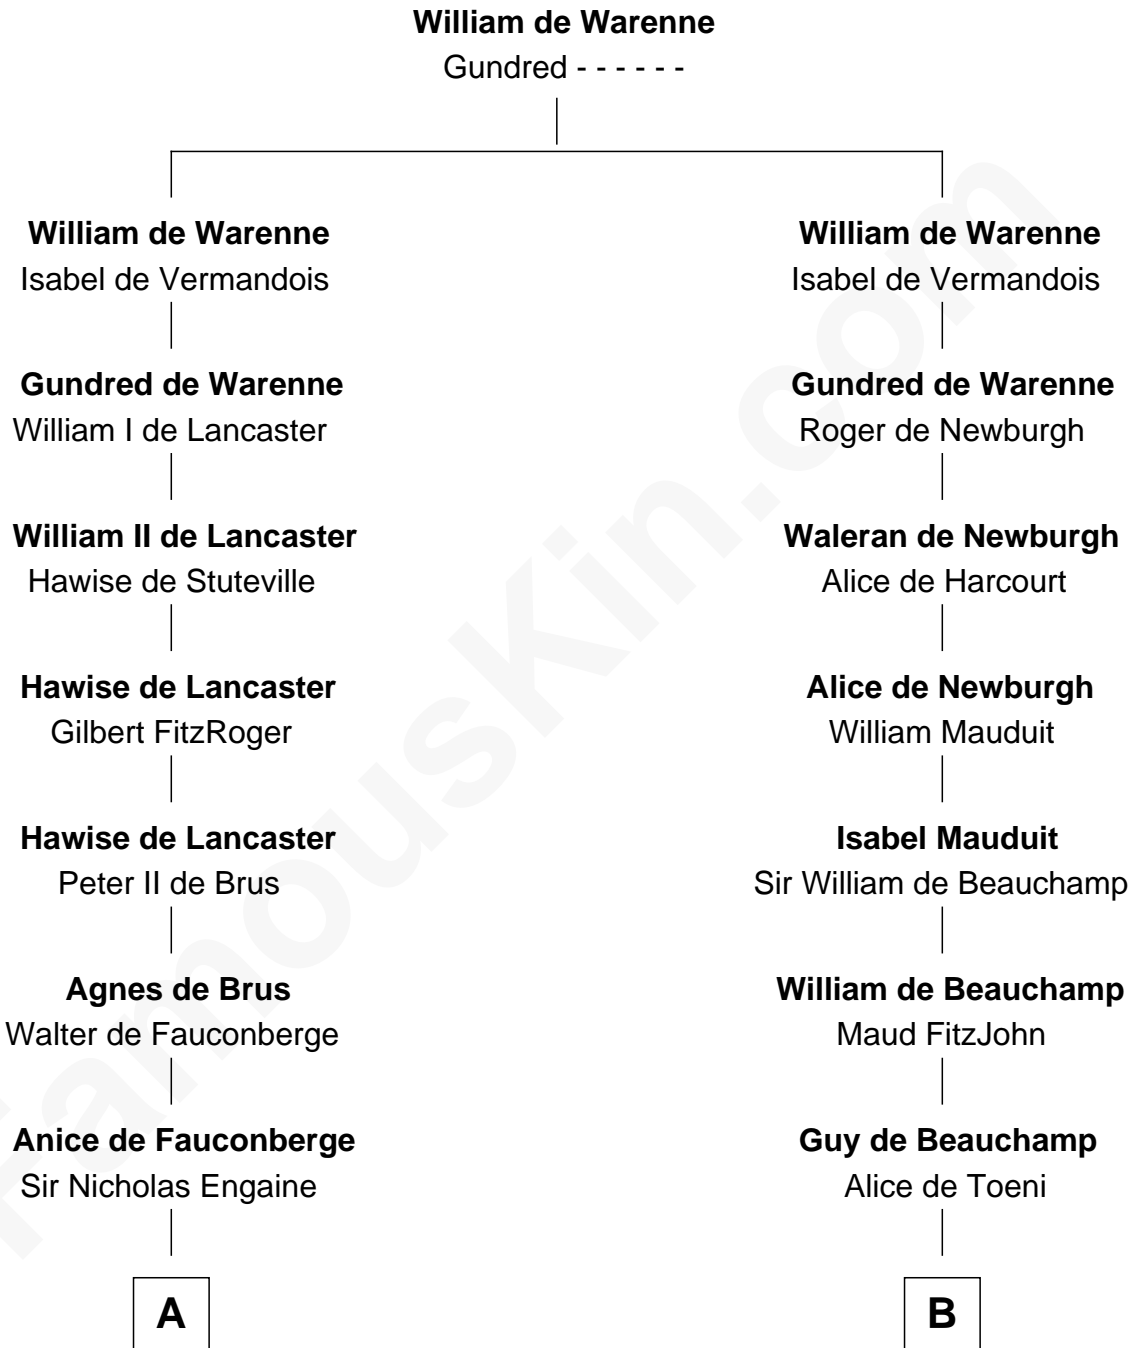 William de Warenne
Gundred - - - - - -
William de Warenne
Isabel de Vermandois
William de Warenne
Isabel de Vermandois
Gundred de Warenne
William I de Lancaster
Gundred de Warenne
Roger de Newburgh
William II de Lancaster
Hawise de Stuteville
Waleran de Newburgh
Alice de Harcourt
Hawise de Lancaster
Gilbert FitzRoger
Alice de Newburgh
William Mauduit
Hawise de Lancaster
Peter II de Brus
Isabel Mauduit
Sir William de Beauchamp
Agnes de Brus
Walter de Fauconberge
William de Beauchamp
Maud FitzJohn
Anice de Fauconberge
Sir Nicholas Engaine
Guy de Beauchamp
Alice de Toeni
A
B
FamousKin.com